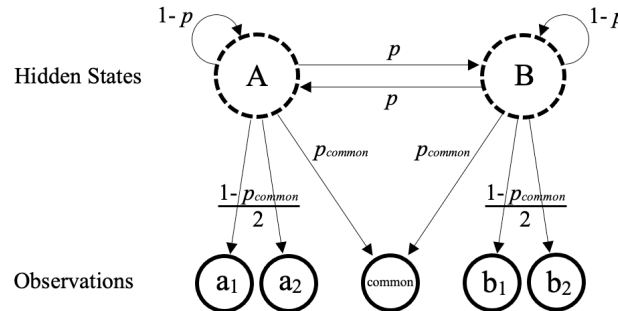 1- p
1- p
p
Hidden States
A
B
p
p_common
p_common
1- p_common
2
1- p_common
2
Observations
a1
a2
common
b1
b2